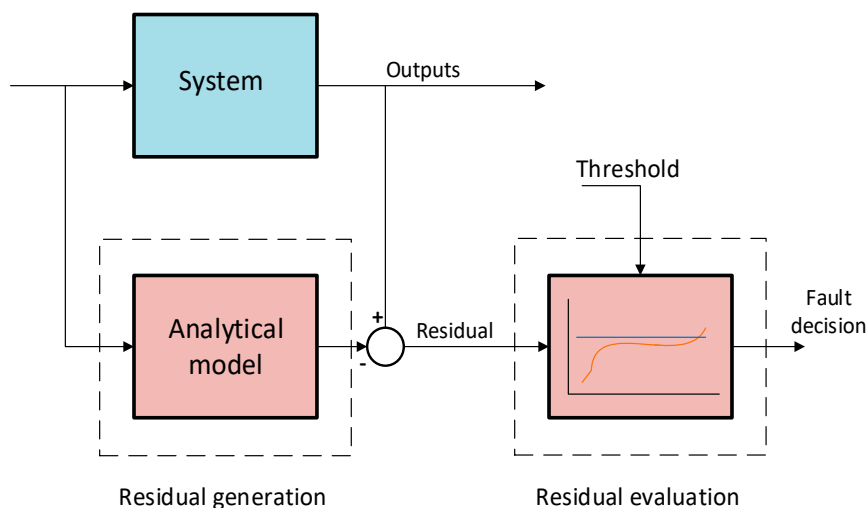 System
Outputs
Threshold
Analytical
model
+
-
Residual
Fault
decision
Residual generation
Residual evaluation